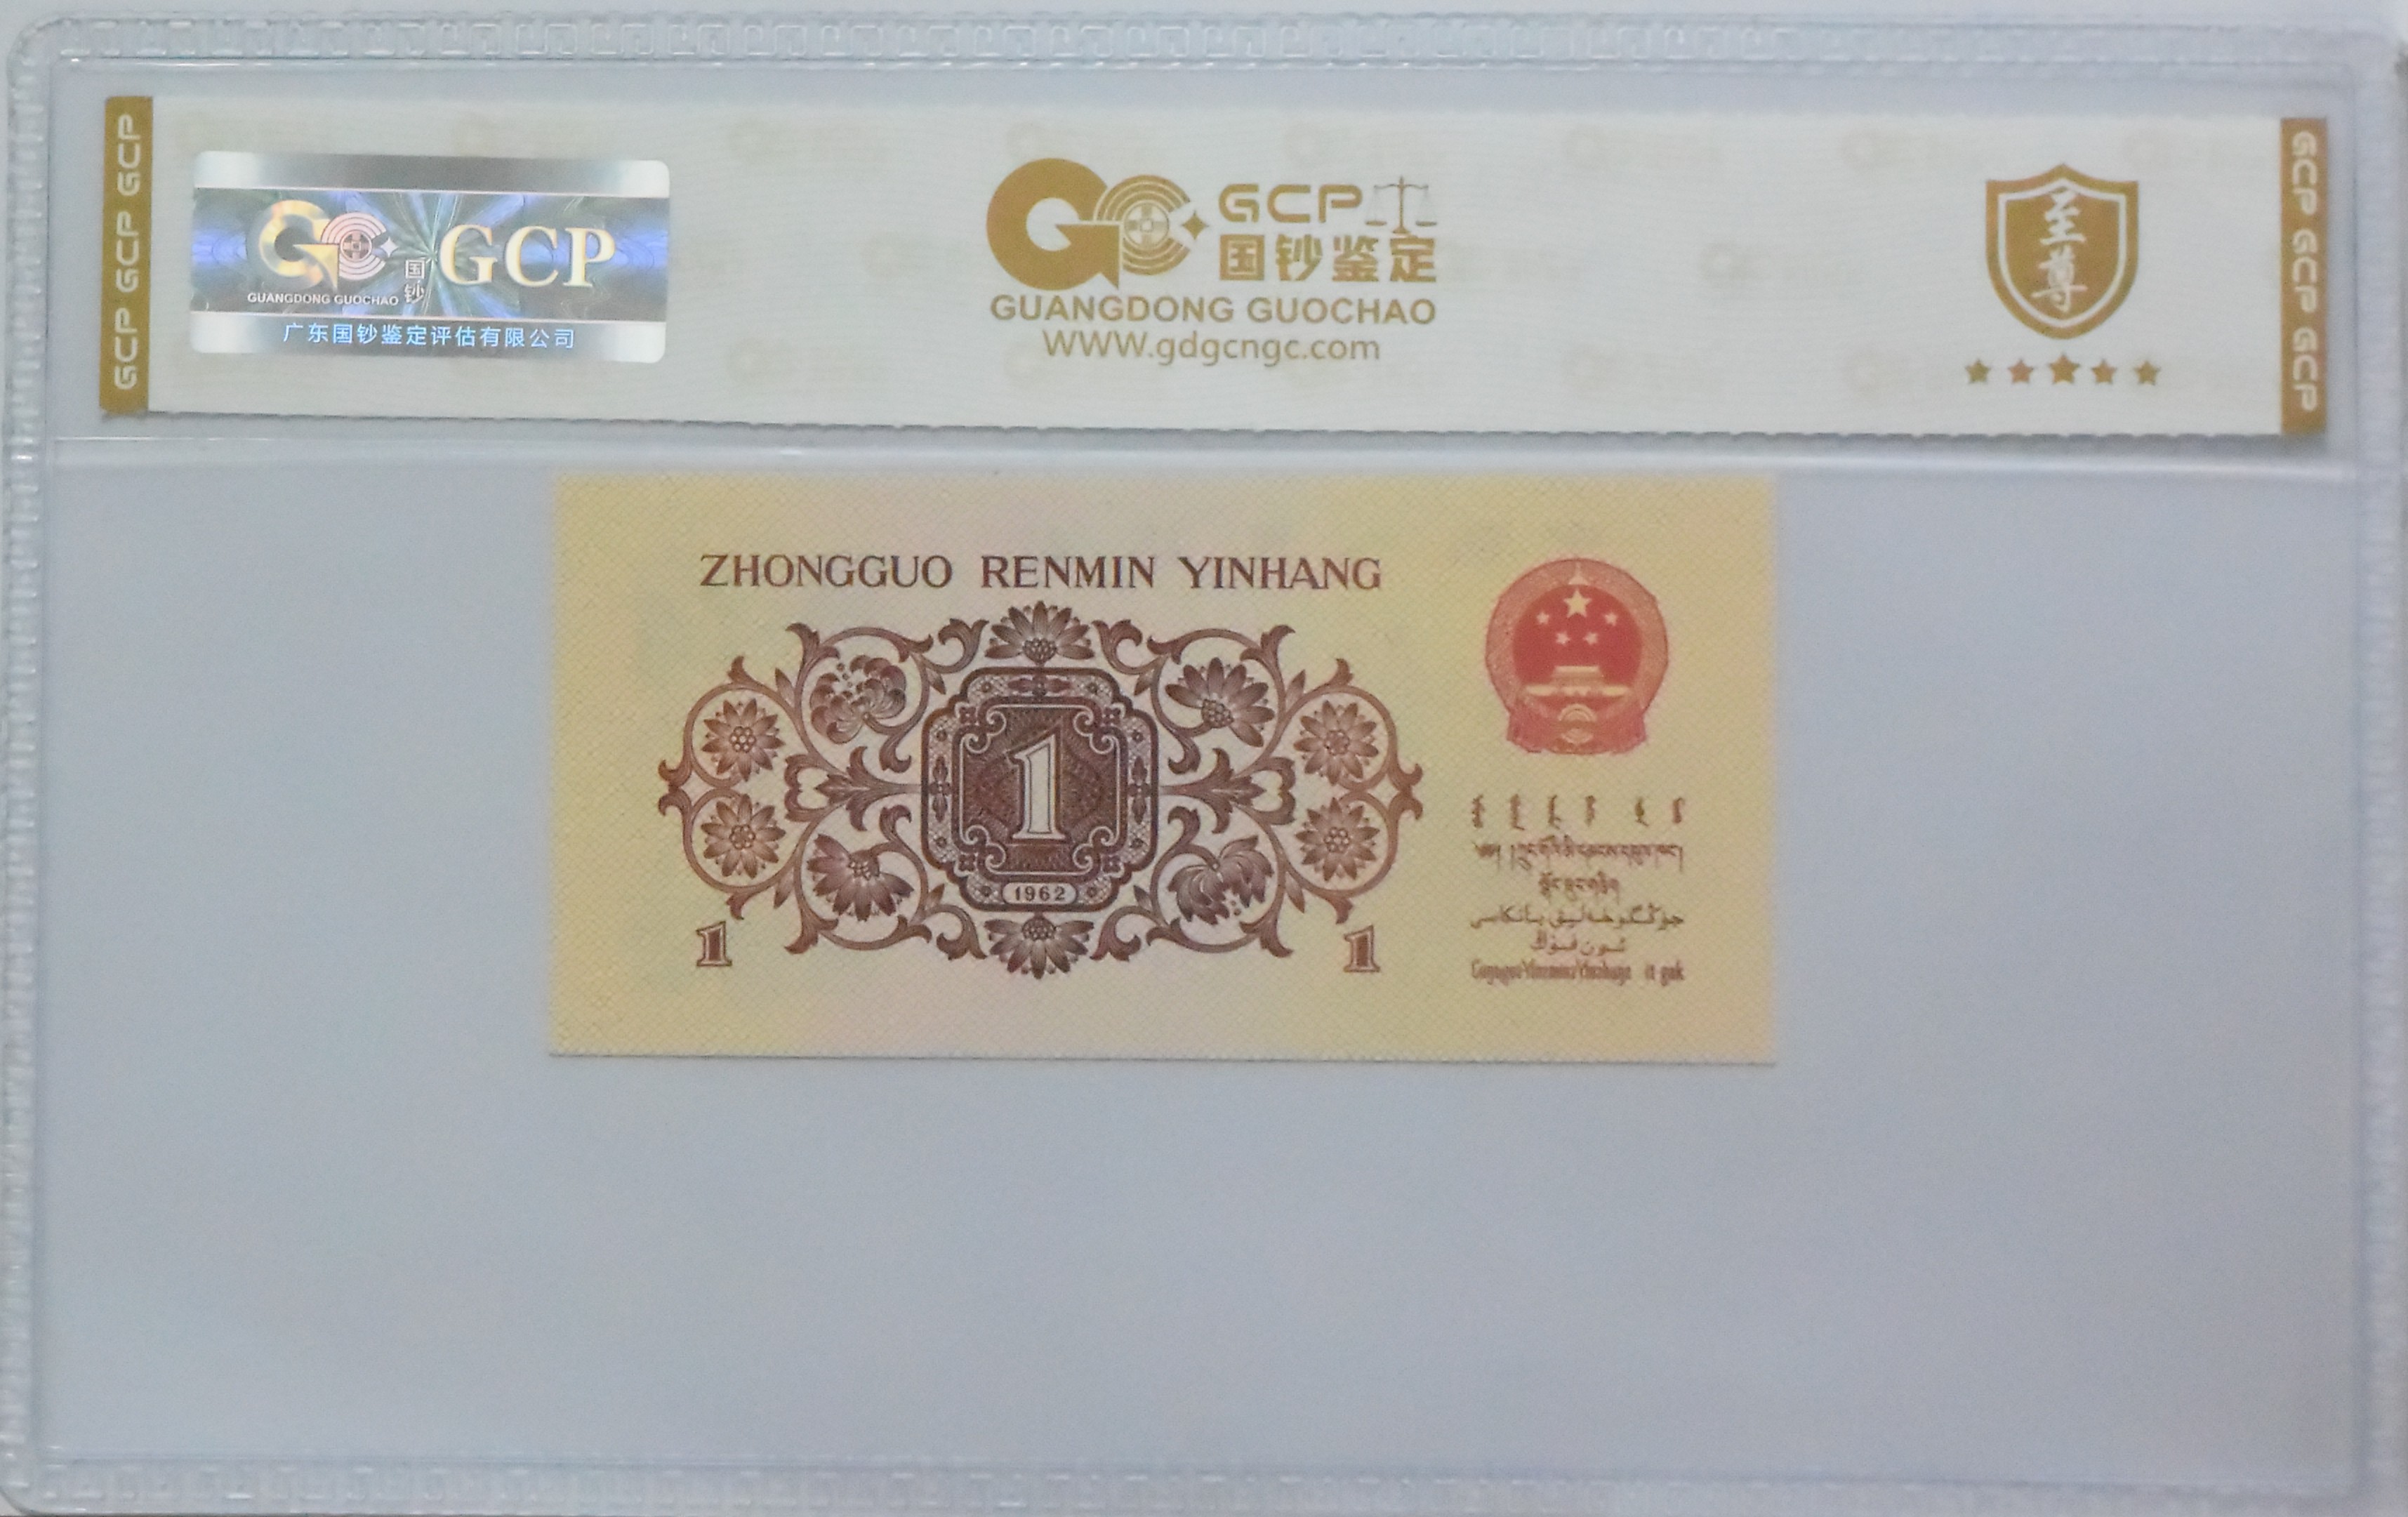 GCP GCP GCP
GUANGDONG GUOCHAO
国钞
GCP
广东国钞鉴定评估有限公司
GCP
国钞鉴定
GUANGDONG GUOCHAO
WWW.gdgcngc.com
至尊
GCP GCP GCP
ZHONGGUO RENMIN YINHANG
1
1962
1
1